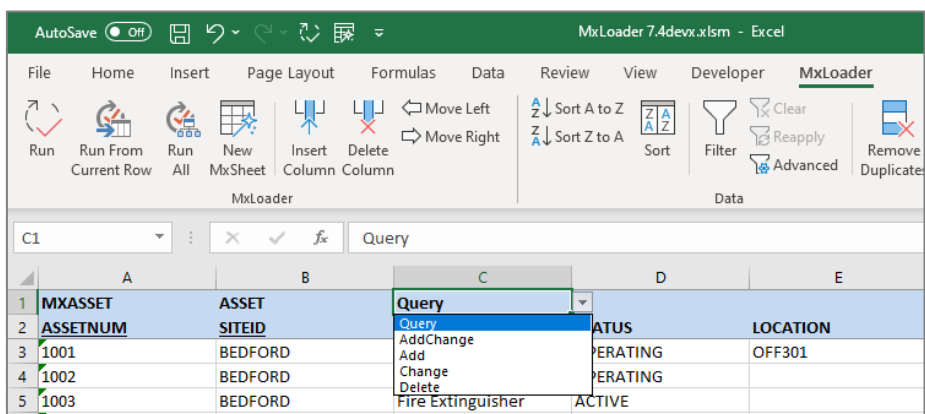 AutoSave Off MxLoader 7.4devx.xlsm - Excel
File Home Insert Page Layout Formulas Data Review View Developer MxLoader
Run
Run From
Current Row
Run
All
New
MxSheet
Insert
Column
Delete
Column
Move Left
Move Right
Sort A to Z
Sort Z to A
Sort
Filter
Clear
Reapply
Advanced
Remove
Duplicate
MxLoader Data
C1 fx Query
A B C D E
1 MXASSET ASSET Query
2 ASSETNUM SITEID ATUS LOCATION
3 1001 BEDFORD PERATING OFF301
4 1002 BEDFORD PERATING
5 1003 BEDFORD Fire Extinguisher ACTIVE
Query
AddChange
Add
Change
Delete